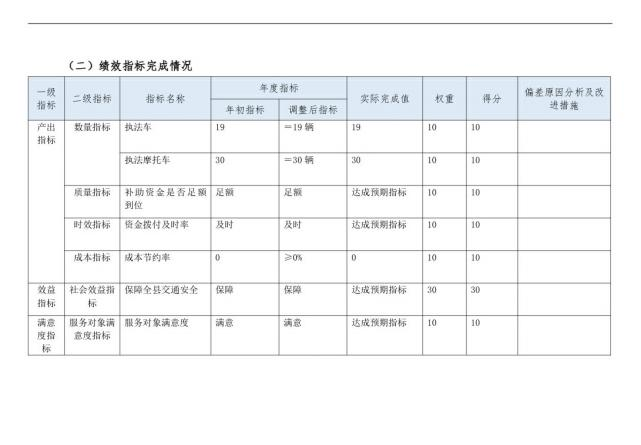 （二）绩效指标完成情况
一级指标 二级指标 指标名称 年度指标 实际完成值 权重 得分 偏差原因分析及改进措施
年初指标 调整后指标
产出指标 数量指标 执法车 19 ＝19 辆 19 10 10
执法摩托车 30 ＝30 辆 30 10 10
质量指标 补助资金是否足额到位 足额 足额 达成预期指标 10 10
时效指标 资金拨付及时率 及时 及时 达成预期指标 10 10
成本指标 成本节约率 0 ≥0% 0 10 10
效益指标 社会效益指标 保障全县交通安全 保障 保障 达成预期指标 30 30
满意度指标 服务对象满意度指标 服务对象满意度 满意 满意 达成预期指标 10 10